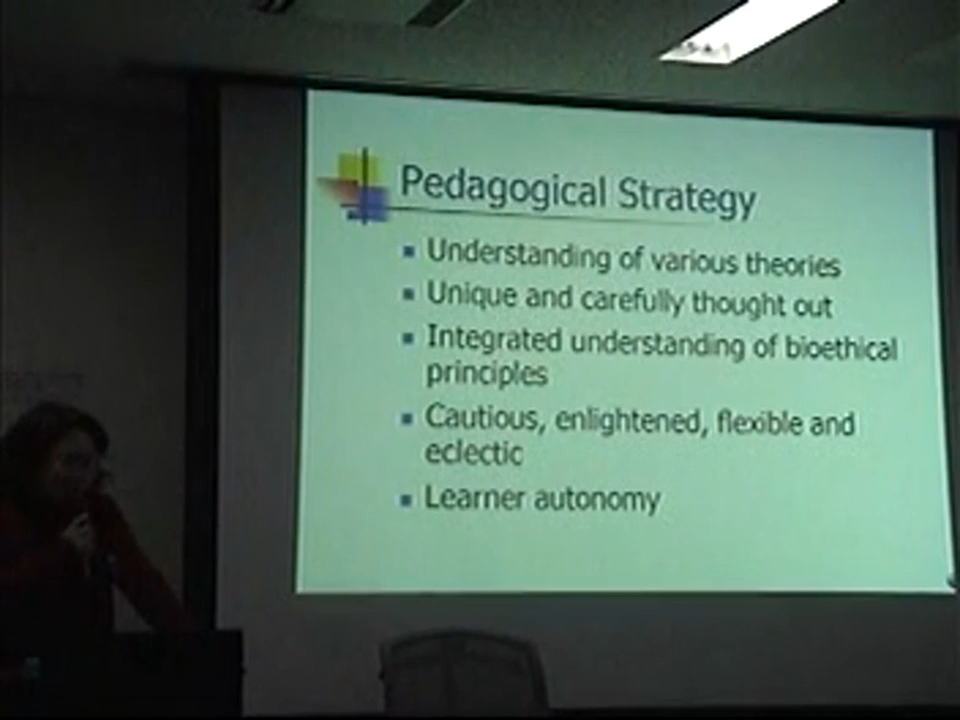 Pedagogical Strategy
Understanding of various theories
Unique and carefully thought out
Integrated understanding of bioethical
principles
Cautious, enlightened, flexible and
eclectic
Learner autonomy